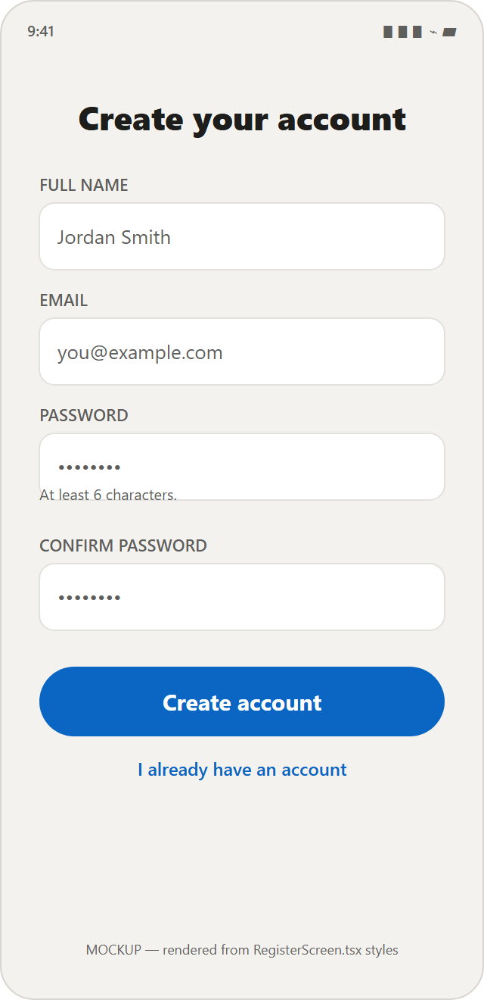 9:41
Create your account
FULL NAME
Jordan Smith
EMAIL
you@example.com
PASSWORD
••••••••
At least 6 characters.
CONFIRM PASSWORD
••••••••
Create account
I already have an account
MOCKUP — rendered from RegisterScreen.tsx styles